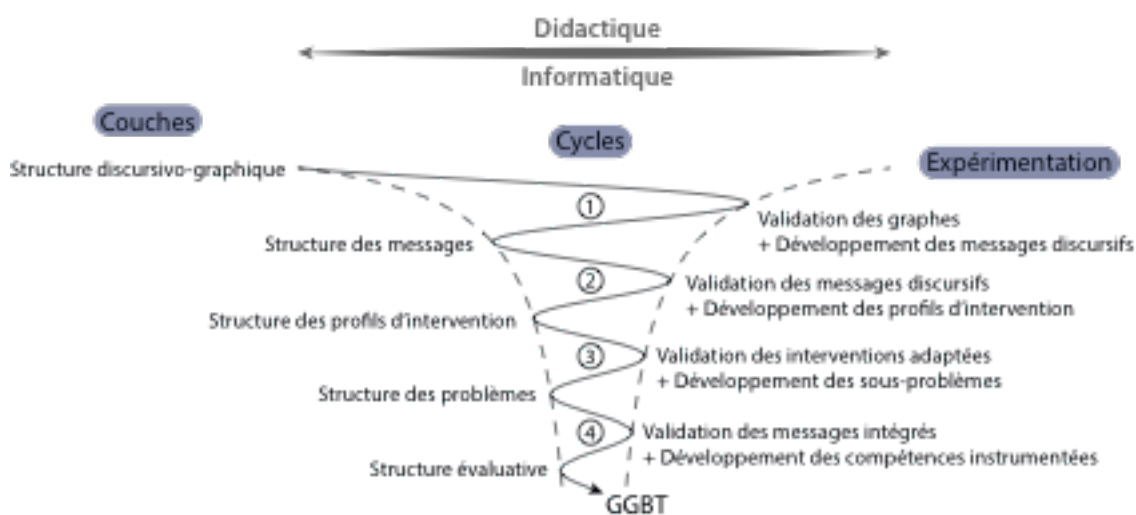 Didactique
Informatique
Couches
Cycles
Expérimentation
Structure discursivo-graphique
1
Validation des graphes
+ Développement des messages discursifs
Structure des messages
2
Validation des messages discursifs
+ Développement des profils d'intervention
Structure des profils d'intervention
3
Validation des interventions adaptées
+ Développement des sous-problèmes
Structure des problèmes
4
Validation des messages intégrés
+ Développement des compétences instrumentées
Structure évaluative
GGBT